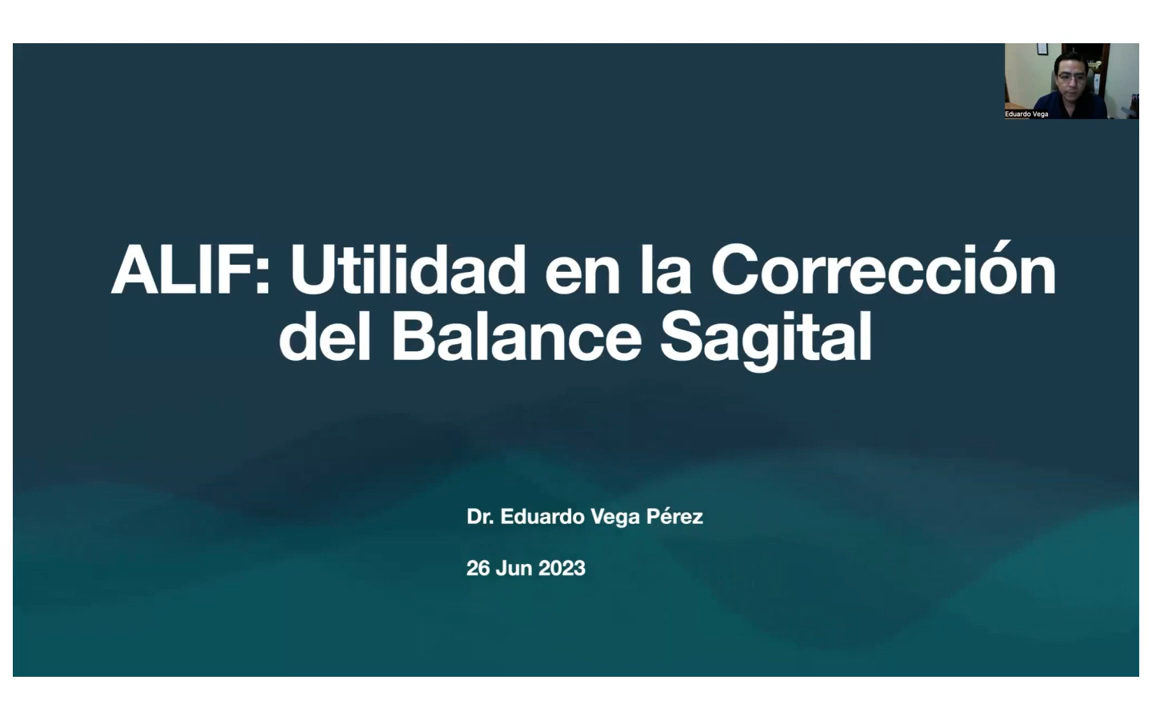 Eduardo Vega
ALIF: Utilidad en la Corrección
del Balance Sagital
Dr. Eduardo Vega Pérez
26 Jun 2023